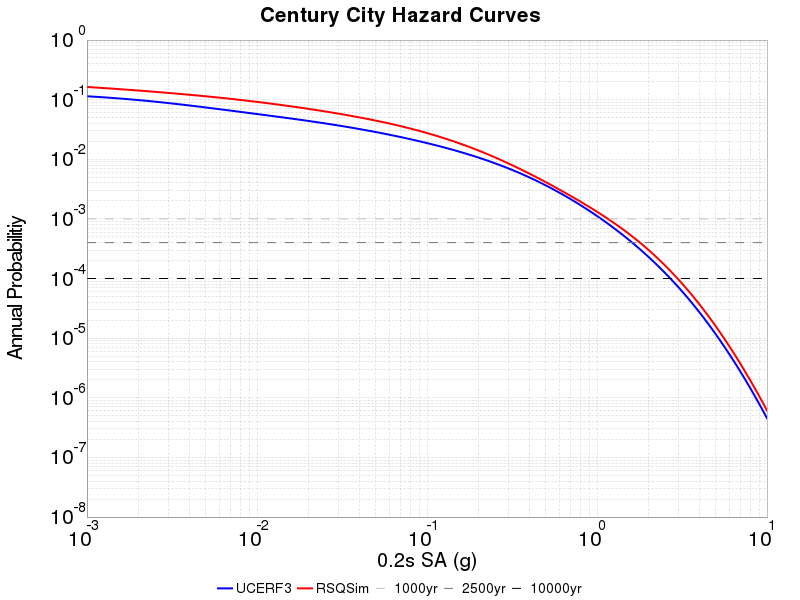 Century City Hazard Curves
Annual Probabilitiy
10^0
10^-1
10^-2
10^-3
10^-4
10^-5
10^-6
10^-7
10^-8
10^-3 10^-2 10^-1 10^0 10^1
0.2s SA (g)
UCERF3 RSQSim 1000yr 2500yr 10000yr